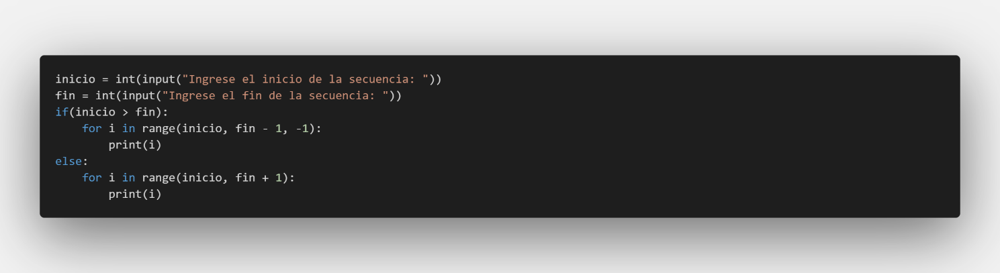 inicio = int(input("Ingrese el inicio de la secuencia: "))
fin = int(input("Ingrese el fin de la secuencia: "))
if(inicio > fin):
    for i in range(inicio, fin - 1, -1):
        print(i)
else:
    for i in range(inicio, fin + 1):
        print(i)